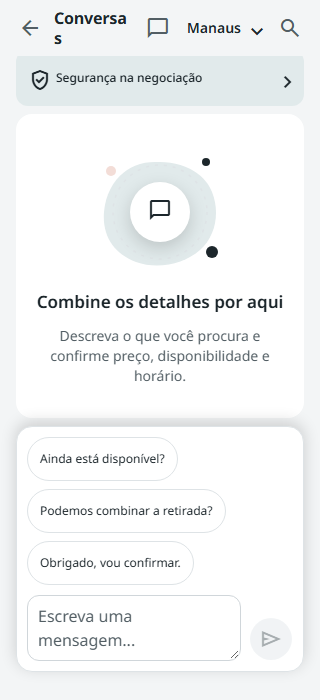 Conversa
s
Manaus
Segurança na negociação
Combine os detalhes por aqui
Descreva o que você procura e
confirme preço, disponibilidade e
horário.
Ainda está disponível?
Podemos combinar a retirada?
Obrigado, vou confirmar.
Escreva uma
mensagem...